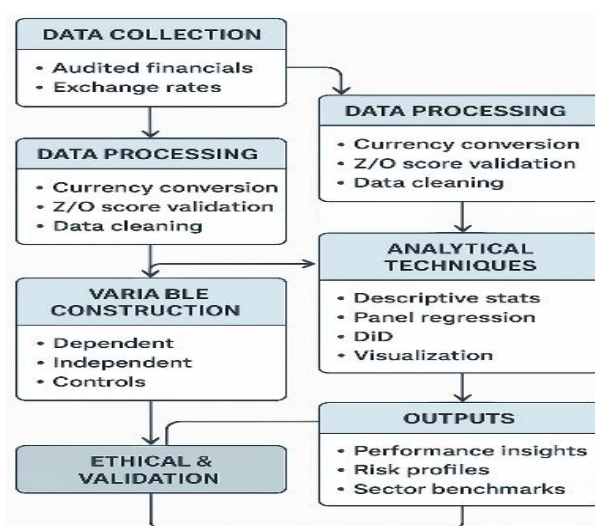 DATA COLLECTION
• Audited financials
• Exchange rates
DATA PROCESSING
• Currency conversion
• Z/O score validation
• Data cleaning
VARIABLE
CONSTRUCTION
• Dependent
• Independent
• Controls
ETHICAL &
VALIDATION
DATA PROCESSING
• Currency conversion
• Z/O score validation
• Data cleaning
ANALYTICAL
TECHNIQUES
• Descriptive stats
• Panel regression
• DiD
• Visualization
OUTPUTS
• Performance insights
• Risk profiles
• Sector benchmarks